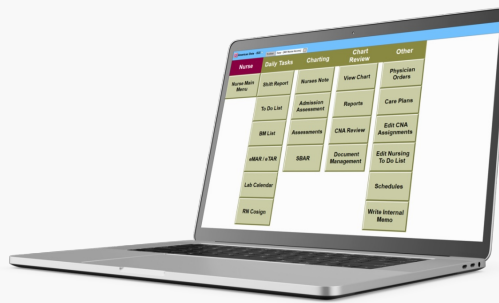 Nurse
Daily Tasks
Charting
Chart
Review
Other
Nurse Main
Menu
Shift Report
Nurses Note
View Chart
Physician
Orders
To Do List
Admission
Assessment
Reports
Care Plans
BM List
Assessments
CNA Review
Edit CNA
Assignments
eMAR / eTAR
SBAR
Document
Management
Edit Nursing
To Do List
Lab Calendar
Schedules
RN Cosign
Write Internal
Memo